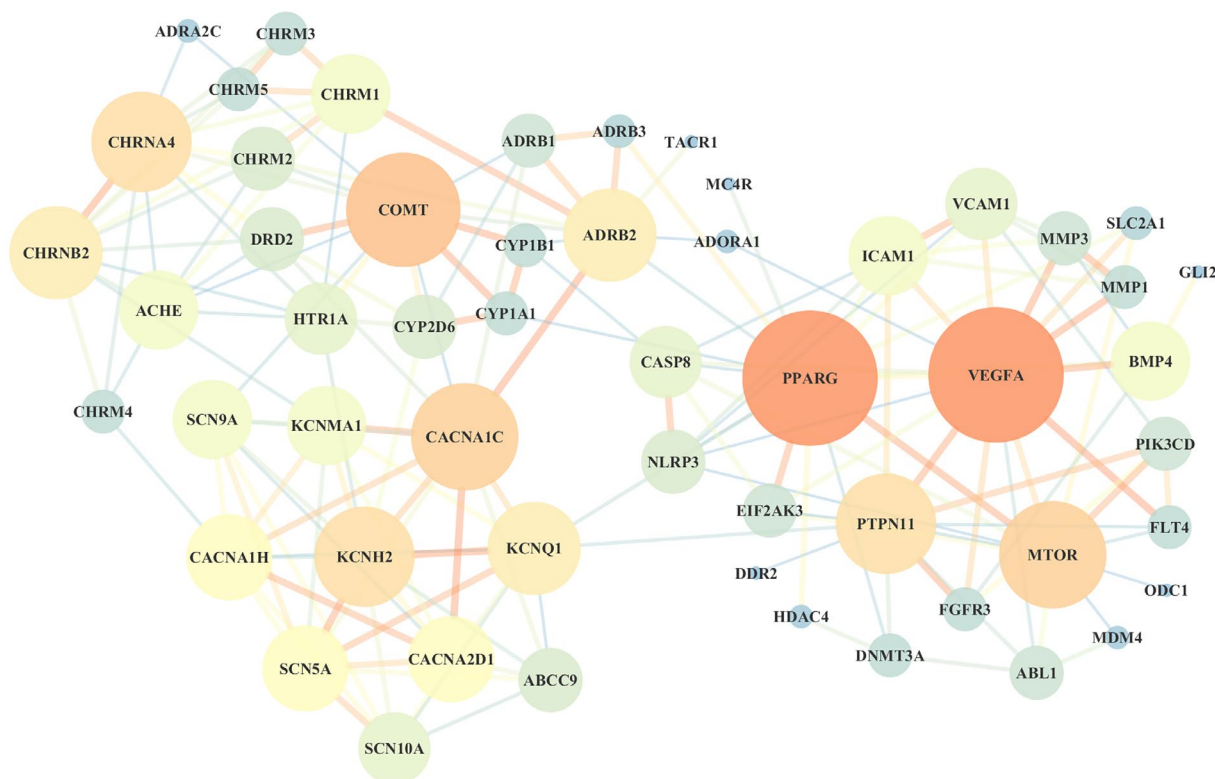 ADRA2C
CHRM3
CHRM5
CHRM1
CHRNA4
CHRM2
ADRB1
ADRB3
TACR1
MC4R
COMT
VCAM1
SLC2A1
CHRNB2
DRD2
CYP1B1
ADRB2
ADORA1
ICAM1
MMP3
GLI2
MMP1
ACHE
HTR1A
CYP2D6
CYP1A1
CASP8
PPARG
VEGFA
BMP4
CHRM4
SCN9A
KCNMA1
CACNA1C
NLRP3
PIK3CD
EIF2AK3
PTPN11
FLT4
CACNA1H
KCNH2
KCNQ1
MTOR
DDR2
ODC1
HDAC4
FGFR3
MDM4
SCN5A
CACNA2D1
ABCC9
DNMT3A
ABL1
SCN10A